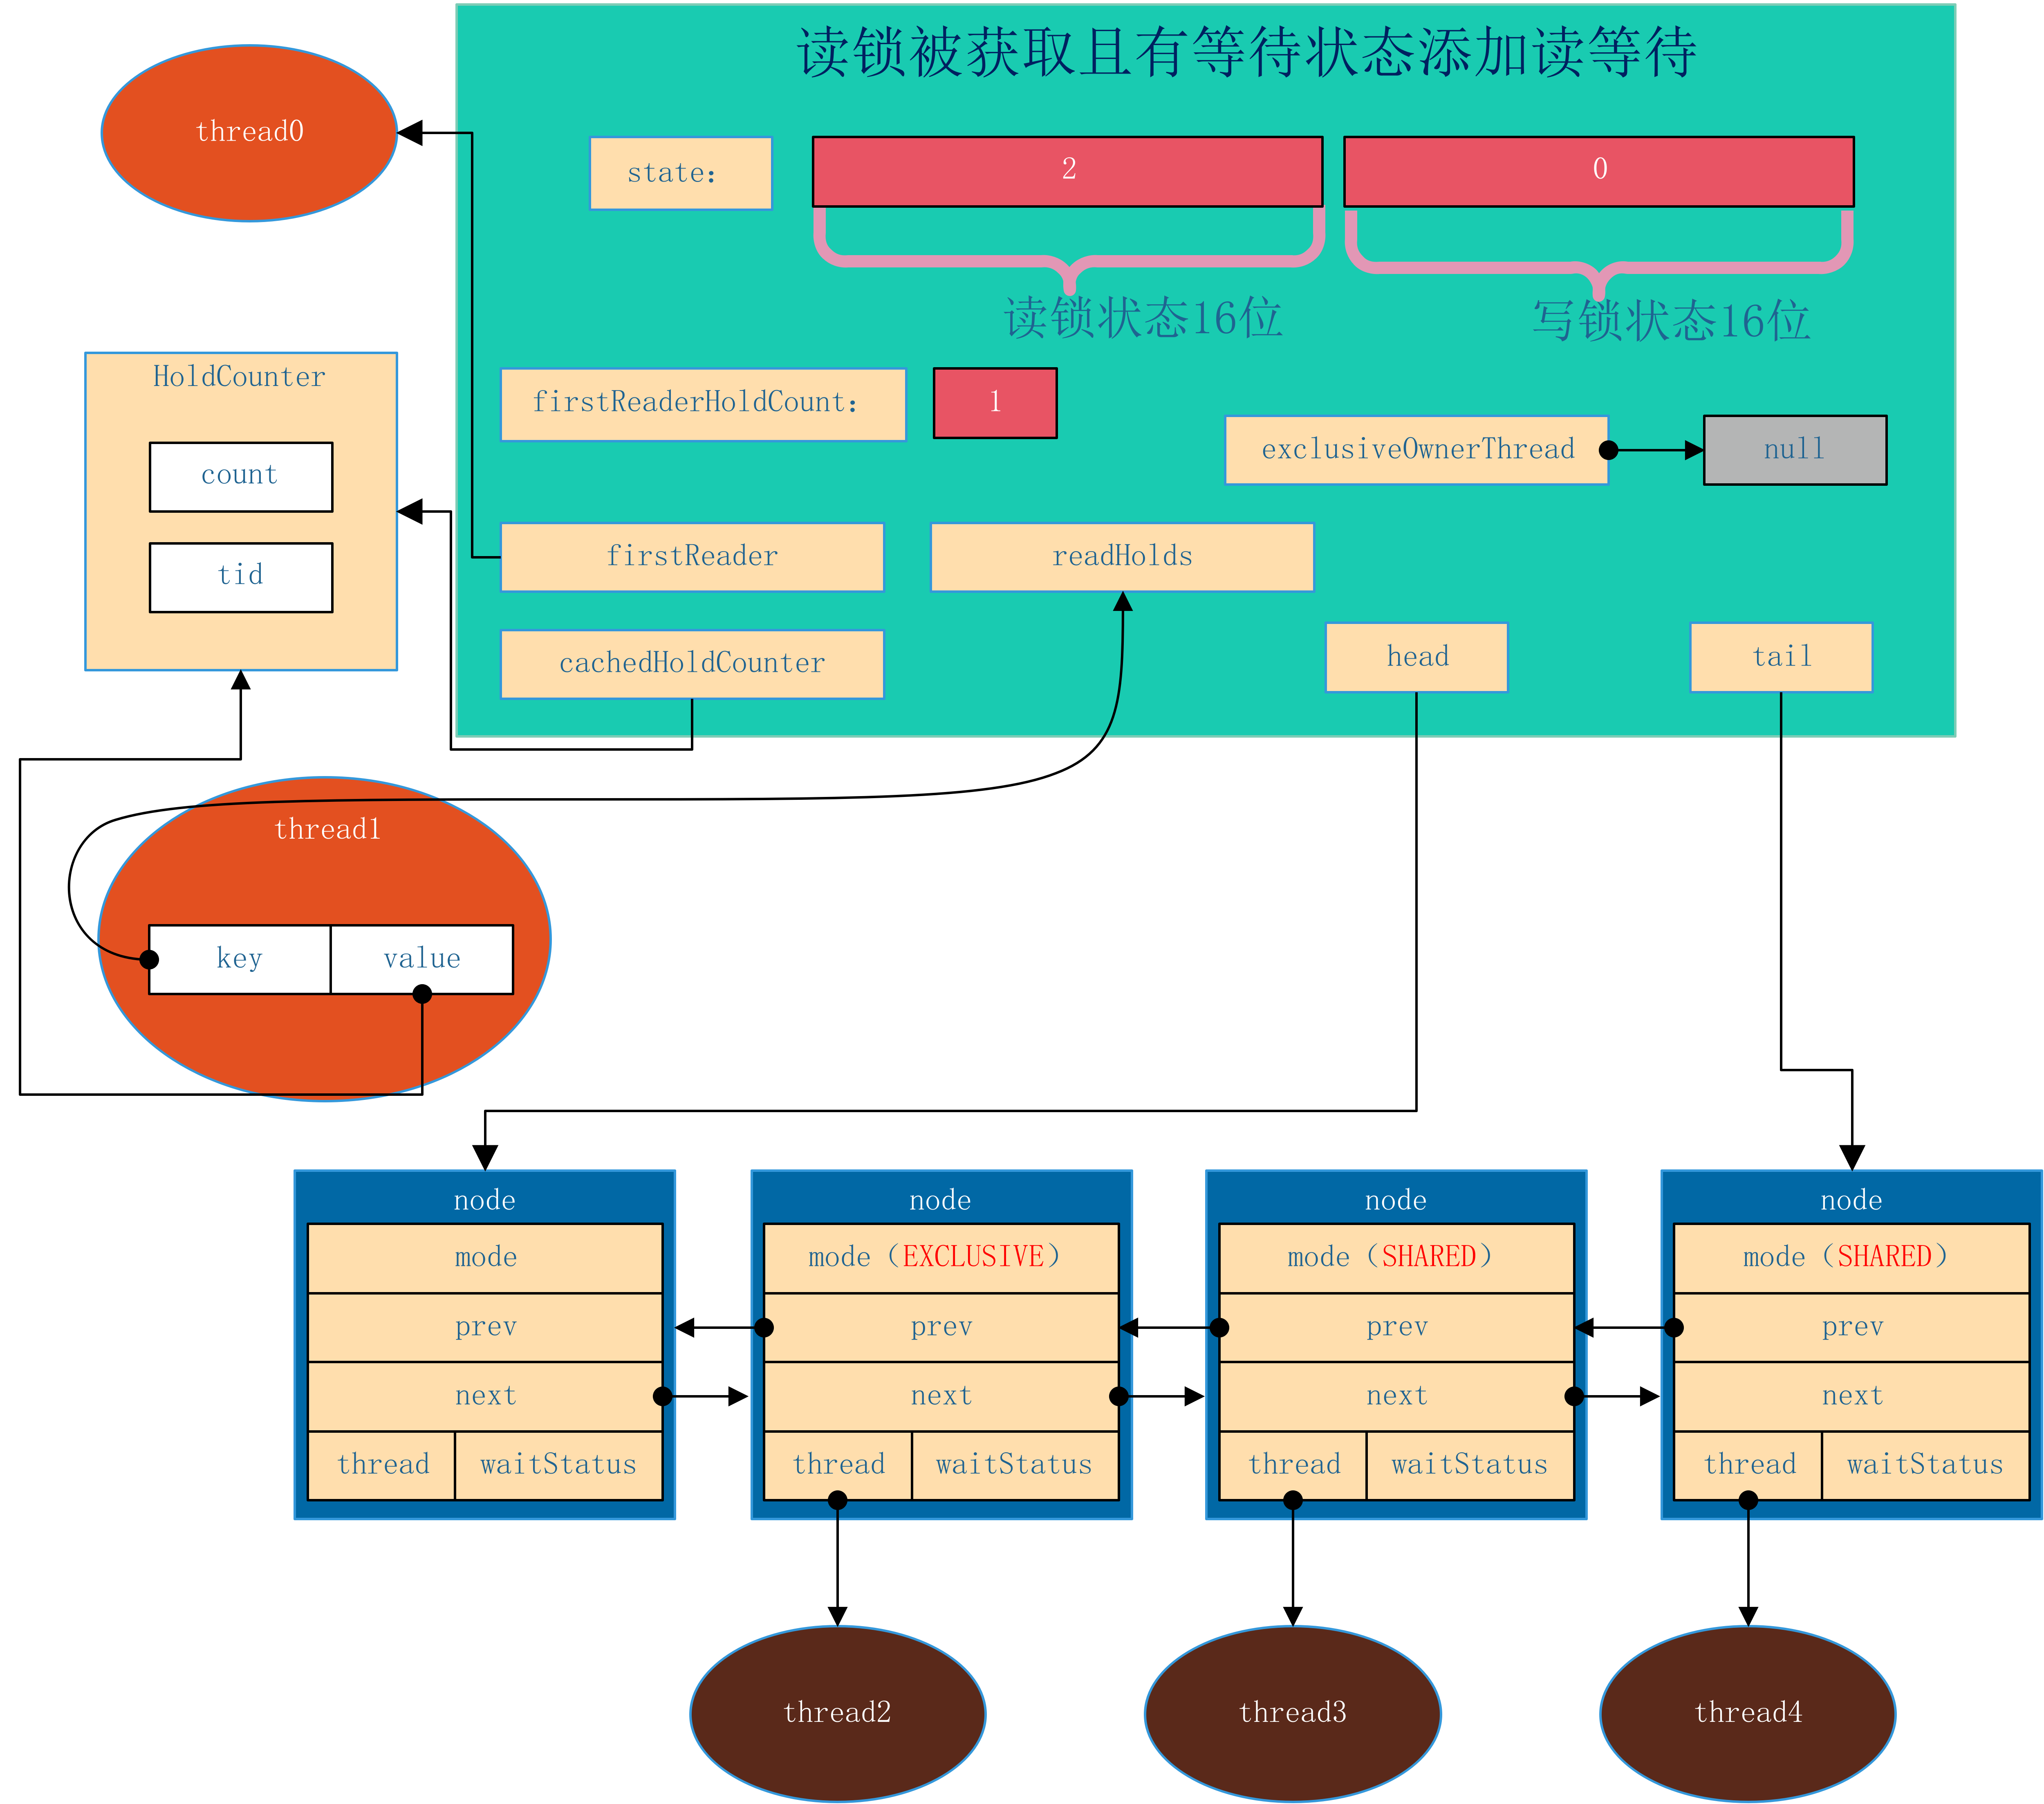 读锁被获取且有等待状态添加读等待
thread0
state：
2
0
读锁状态16位
写锁状态16位
HoldCounter
count
tid
firstReaderHoldCount：
1
exclusiveOwnerThread
null
firstReader
readHolds
cachedHoldCounter
head
tail
thread1
key
value
node
mode
prev
next
thread
waitStatus
node
mode（EXCLUSIVE）
prev
next
thread
waitStatus
node
mode（SHARED）
prev
next
thread
waitStatus
node
mode（SHARED）
prev
next
thread
waitStatus
thread2
thread3
thread4